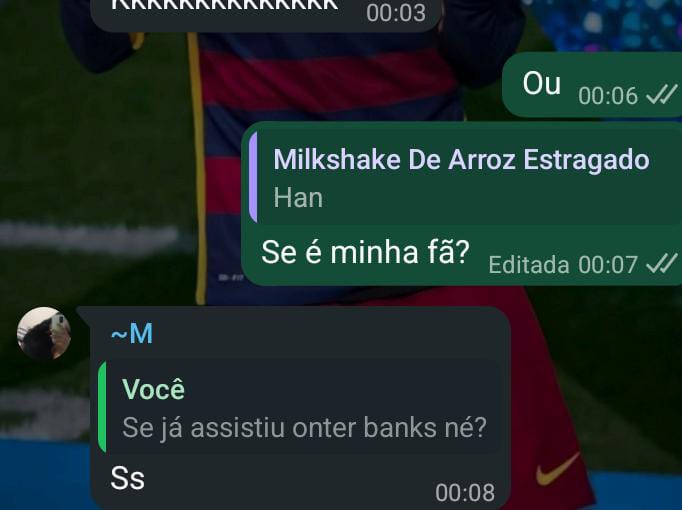 KKKKKKKKKKKKKK 00:03
Ou 00:06
Milkshake De Arroz Estragado
Han
Se é minha fã? Editada 00:07
~M
Você
Se já assistiu onter banks né?
Ss 00:08